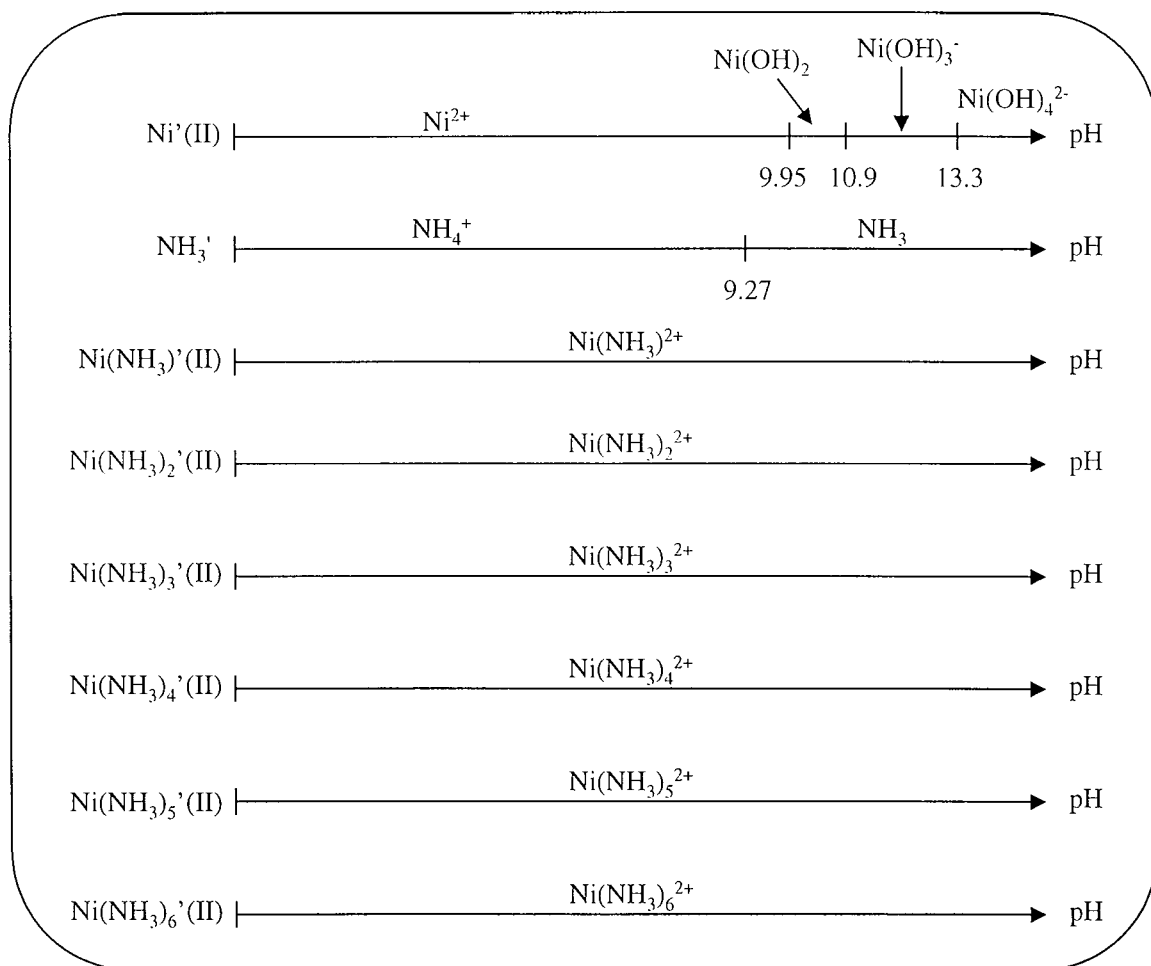 Ni(OH)₂ Ni(OH)₃⁻
Ni'(II) Ni²⁺ Ni(OH)₄²⁻ pH
9.95 10.9 13.3
NH₃' NH₄⁺ NH₃ pH
9.27
Ni(NH₃)'(II) Ni(NH₃)²⁺ pH
Ni(NH₃)₂'(II) Ni(NH₃)₂²⁺ pH
Ni(NH₃)₃'(II) Ni(NH₃)₃²⁺ pH
Ni(NH₃)₄'(II) Ni(NH₃)₄²⁺ pH
Ni(NH₃)₅'(II) Ni(NH₃)₅²⁺ pH
Ni(NH₃)₆'(II) Ni(NH₃)₆²⁺ pH